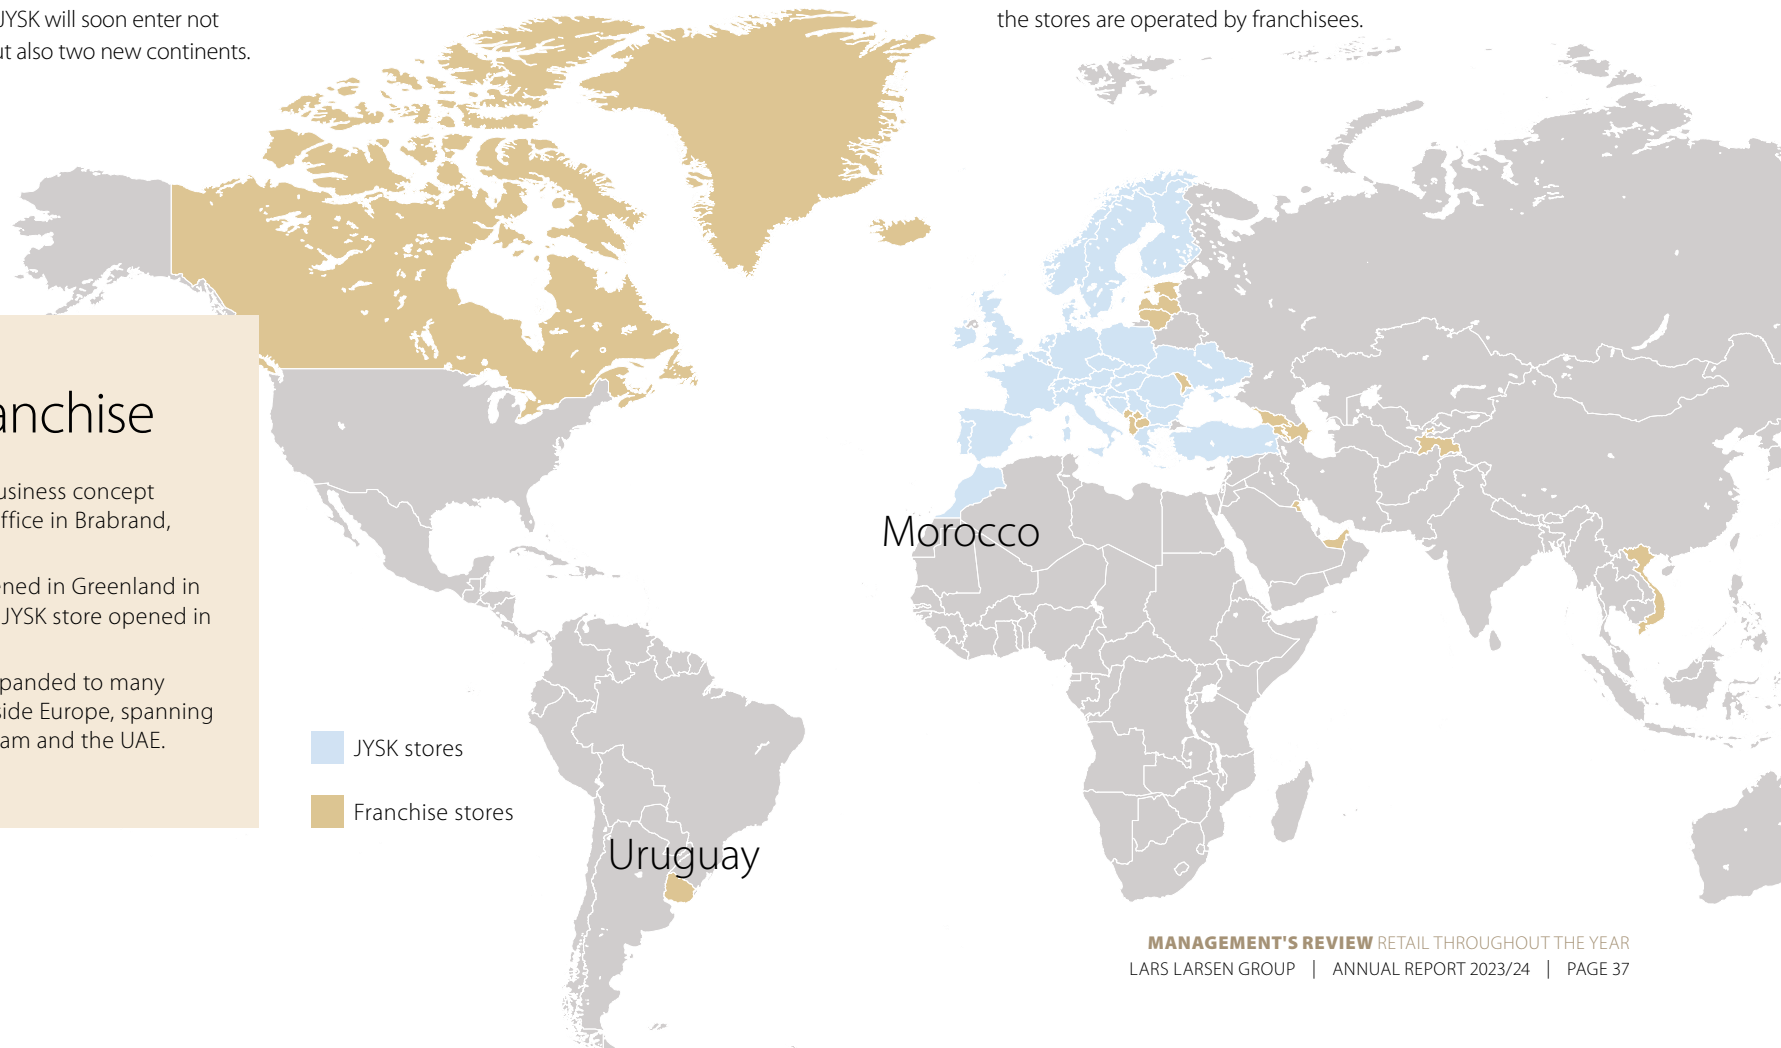 JYSK will soon enter not
also two new continents.
the stores are operated by franchisees.
usiness concept
ffice in Brabrand,
ned in Greenland in
JYSK store opened in
panded to many
side Europe, spanning
am and the UAE.
JYSK stores
Franchise stores
Morocco
Uruguay
MANAGEMENT'S REVIEW RETAIL THROUGHOUT THE YEAR
LARS LARSEN GROUP | ANNUAL REPORT 2023/24 | PAGE 37